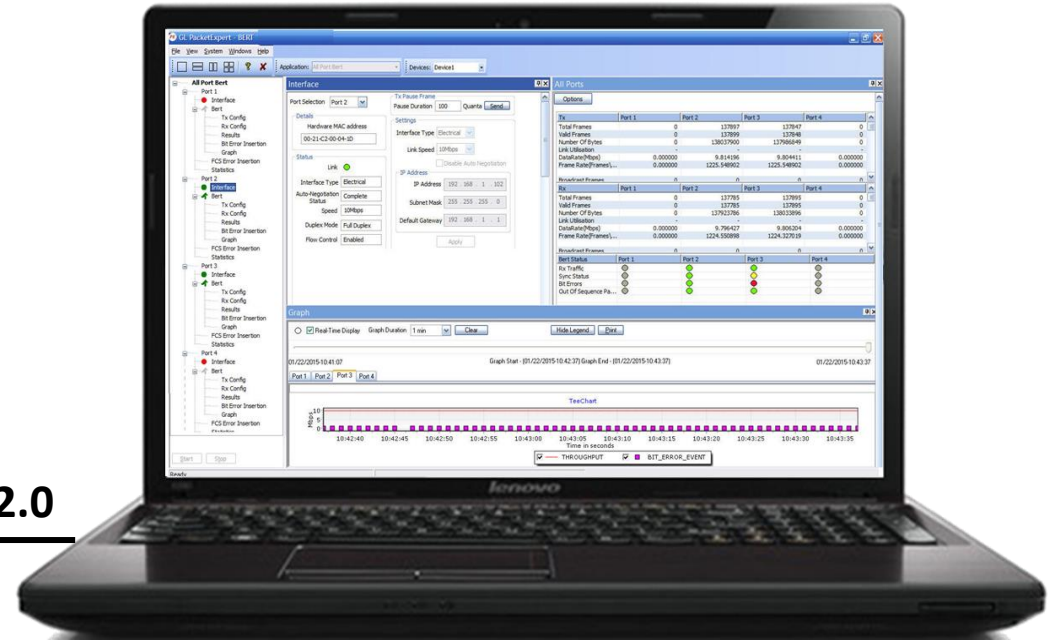 GL PacketExpert - BERT
File View System Windows Help
Application: All Port Bert Devices: Device1
All Port Bert
Port 1
Interface
Bert
Tx Config
Rx Config
Results
Bit Error Insertion
Graph
FCS Error Insertion
Statistics
Port 2
Interface
Bert
Tx Config
Rx Config
Results
Bit Error Insertion
Graph
FCS Error Insertion
Statistics
Port 3
Interface
Bert
Tx Config
Rx Config
Results
Bit Error Insertion
Graph
FCS Error Insertion
Statistics
Port 4
Interface
Bert
Tx Config
Rx Config
Results
Bit Error Insertion
Graph
FCS Error Insertion
Statistics
Start Stop
Ready
Interface
Port Selection Port 2
Details
Hardware MAC address
00-21-C2-00-04-1D
Status
Link
Interface Type Electrical
Auto-Negotiation Status Complete
Speed 10Mbps
Duplex Mode Full Duplex
Flow Control Enabled
Tx Pause Frame
Pause Duration 100 Quanta Send
Settings
Interface Type Electrical
Link Speed 10Mbps
Disable Auto Negotiation
IP Address
IP Address 192 . 168 . 1 . 102
Subnet Mask 255 . 255 . 255 . 0
Default Gateway 192 . 168 . 1 . 1
Apply
All Ports
Options
Tx Port 1 Port 2 Port 3 Port 4
Total Frames 0 137897 137847 0
Valid Frames 0 137899 137848 0
Number Of Bytes 0 138037900 137986849 0
Link Utilisation - - - -
DataRate(Mbps) 0.000000 9.814196 9.804411 0.000000
Frame Rate(Frames\... 0.000000 1225.548902 1225.548902 0.000000
Broadcast Frames 0 0 0 0
Rx Port 1 Port 2 Port 3 Port 4
Total Frames 0 137785 137895 0
Valid Frames 0 137785 137895 0
Number Of Bytes 0 137923786 138033896 0
Link Utilisation - - - -
DataRate(Mbps) 0.000000 9.796427 9.806204 0.000000
Frame Rate(Frames\... 0.000000 1224.550898 1224.327019 0.000000
Broadcast Frames 0 0 0 0
Bert Status Port 1 Port 2 Port 3 Port 4
Rx Traffic
Sync Status
Bit Errors
Out Of Sequence Pa...
Graph
Real-Time Display Graph Duration 1 min Clear Hide Legend Print
01/22/2015-10:41:07 Graph Start - (01/22/2015-10:42:37) Graph End - (01/22/2015-10:43:37) 01/22/2015-10:43:37
Port 1 Port 2 Port 3 Port 4
TeeChart
Mbps
10
5
0
10:42:40 10:42:45 10:42:50 10:42:55 10:43:00 10:43:05 10:43:10 10:43:15 10:43:20 10:43:25 10:43:30 10:43:35
Time in seconds
THROUGHPUT BIT_ERROR_EVENT
lenovo
2.0